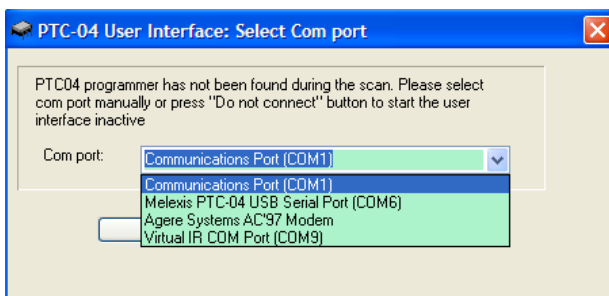 PTC-04 User Interface: Select Com port
PTC04 programmer has not been found during the scan. Please select
com port manually or press "Do not connect" button to start the user
interface inactive
Com port:
Communications Port (COM1)
Communications Port (COM1)
Melexis PTC-04 USB Serial Port (COM6)
Agere Systems AC'97 Modem
Virtual IR COM Port (COM9)